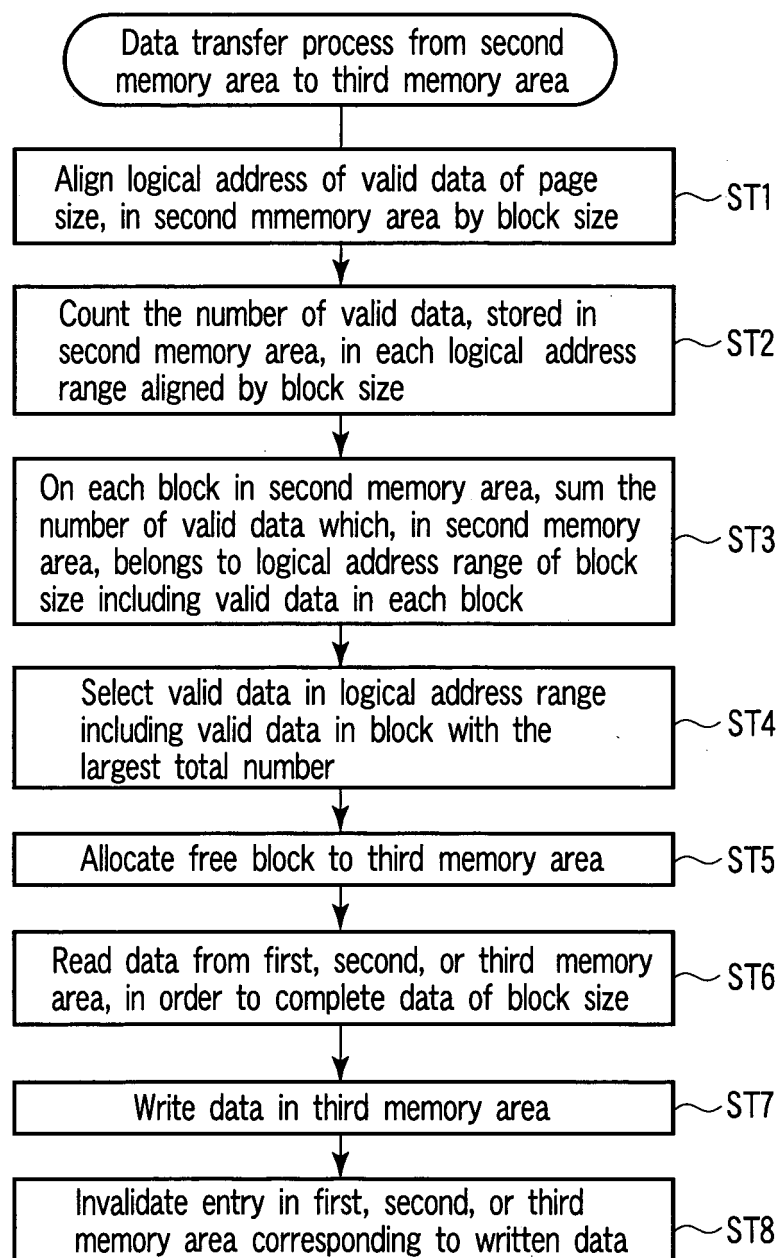 Data transfer process from second
memory area to third memory area
Align logical address of valid data of page
size, in second mmemory area by block size
ST1
Count the number of valid data, stored in
second memory area, in each logical address
range aligned by block size
ST2
On each block in second memory area, sum the
number of valid data which, in second memory
area, belongs to logical address range of block
size including valid data in each block
ST3
Select valid data in logical address range
including valid data in block with the
largest total number
ST4
Allocate free block to third memory area
ST5
Read data from first, second, or third memory
area, in order to complete data of block size
ST6
Write data in third memory area
ST7
Invalidate entry in first, second, or third
memory area corresponding to written data
ST8